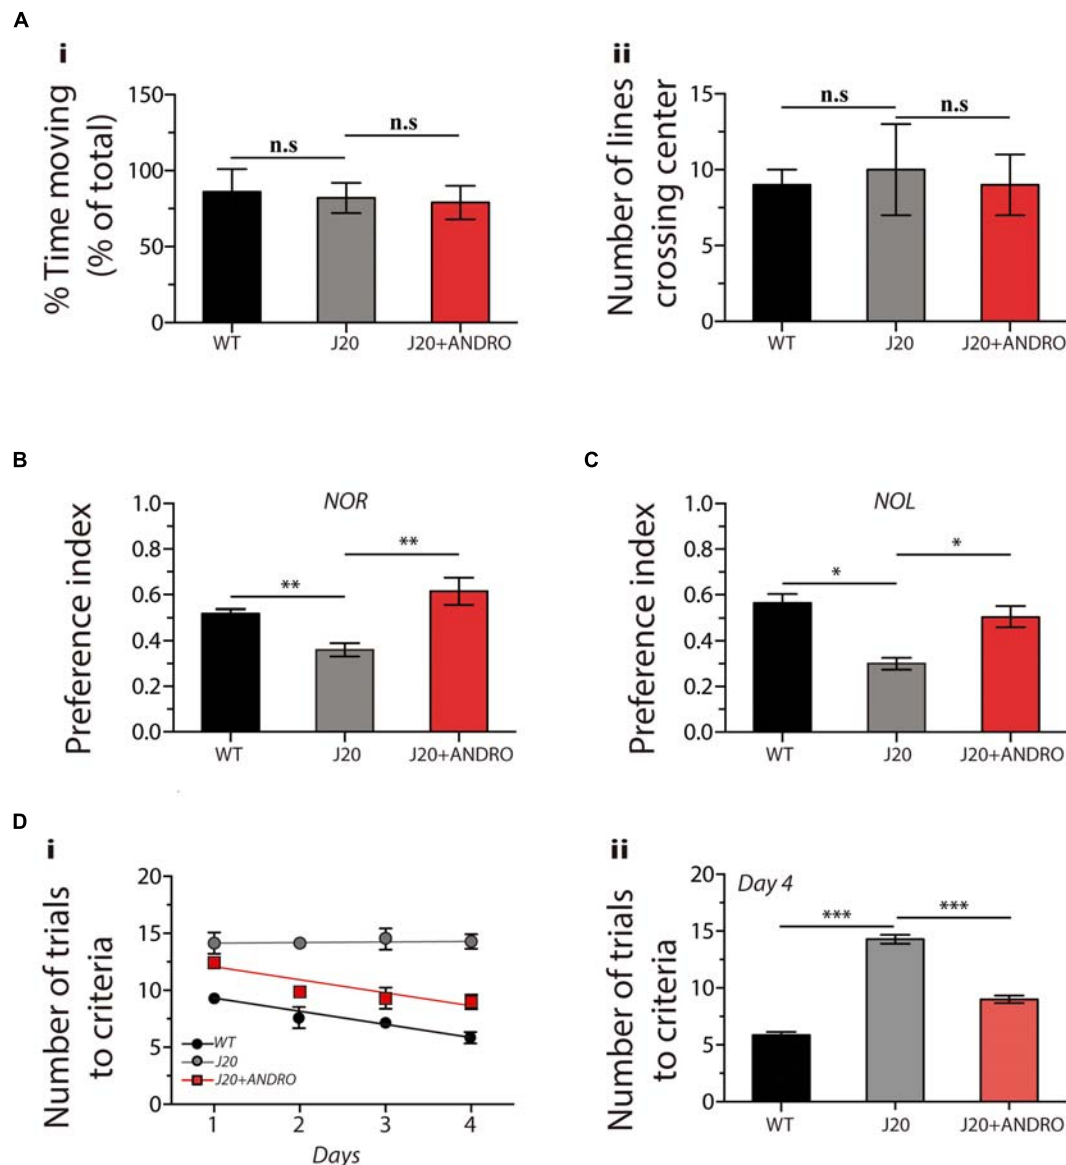 A
i
% Time moving
(% of total)
150
100
50
0
n.s
n.s
WT
J20
J20+ANDRO
ii
Number of lines
crossing center
15
10
5
0
n.s
n.s
WT
J20
J20+ANDRO
B
Preference index
NOR
1.0
0.8
0.6
0.4
0.2
0.0
**
**
WT
J20
J20+ANDRO
C
Preference index
NOL
1.0
0.8
0.6
0.4
0.2
0.0
*
*
WT
J20
J20+ANDRO
D
i
Number of trials
to criteria
20
15
10
5
0
WT
J20
J20+ANDRO
1 2 3 4
Days
ii
Number of trials
to criteria
Day 4
20
15
10
5
0
***
***
WT
J20
J20+ANDRO